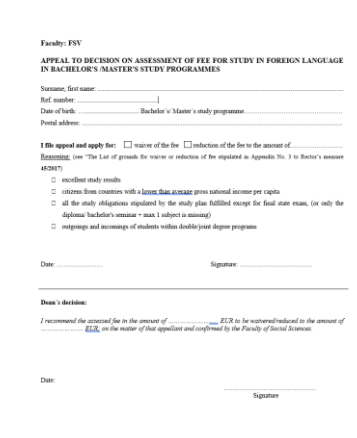 Faculty: FSV
APPEAL TO DECISION ON ASSESSMENT OF FEE FOR STUDY IN FOREIGN LANGUAGE
IN BACHELOR'S /MASTER'S STUDY PROGRAMMES
Surname, first name: ...............................................................
Ref. number: ......................................
Date of birth: .............................. Bachelor's/ Master's study programme.................................
Postal address: ...............................................................
I file appeal and apply for: ☐ waiver of the fee ☐ reduction of the fee to the amount of......................
Reasoning: (see "The List of grounds for waiver or reduction of fee stipulated in Appendix No. 3 to Rector's measure
45/2017)
□ excellent study results
□ citizens from countries with a lower than average gross national income per capita
□ all the study obligations stipulated by the study plan fulfilled except for final state exam, (or only the
diploma/ bachelor's seminar + max 1 subject is missing)
□ outgoings and incomings of students within double/joint degree programs
Date: ........................ Signature: ......................................
Dean's decision:
I recommend the assessed fee in the amount of ........................ EUR to be waivered/reduced to the amount of
........................ EUR, on the matter of that appellant and confirmed by the Faculty of Social Sciences.
Date:
................................................
Signature